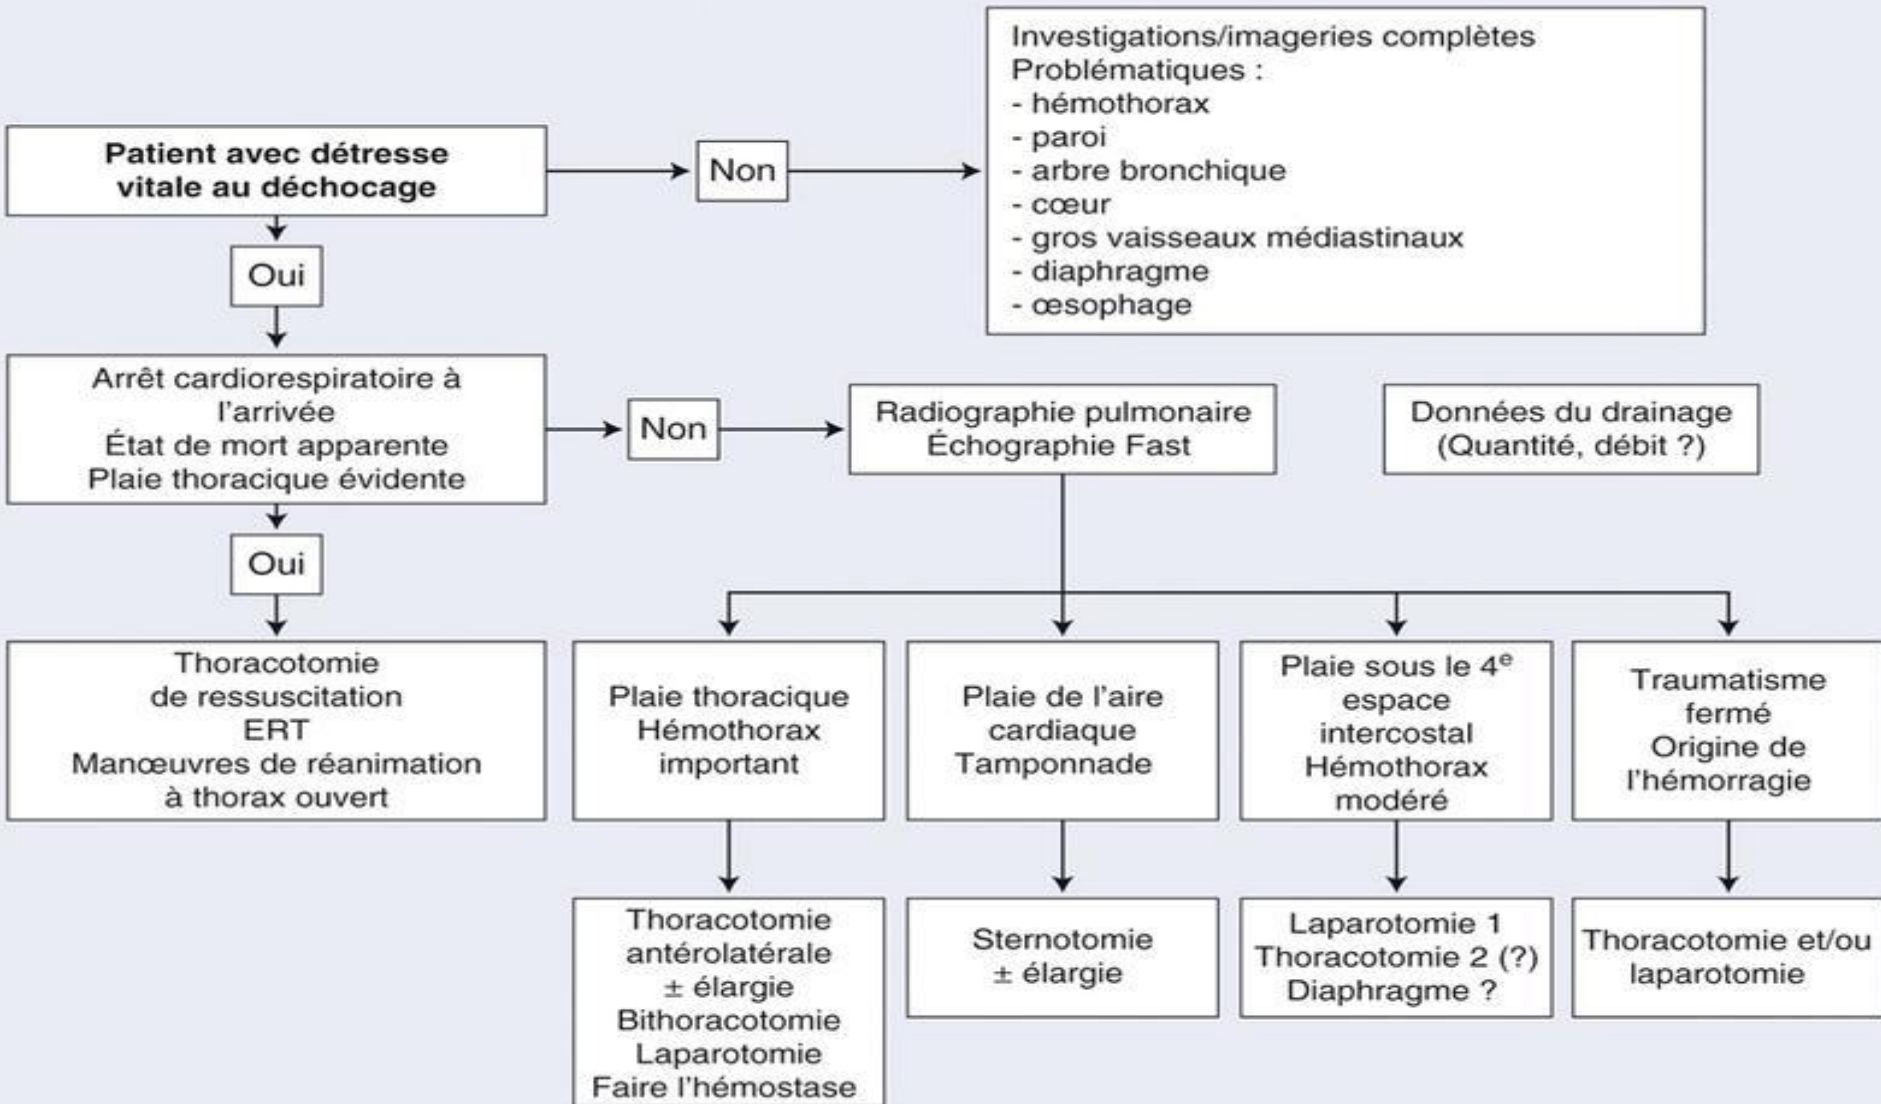 Patient avec détresse
vitale au déchocage
Non
Investigations/imageries complètes
Problématiques :
- hémothorax
- paroi
- arbre bronchique
- cœur
- gros vaisseaux médiastinaux
- diaphragme
- œsophage
Oui
Arrêt cardiorespiratoire à
l'arrivée
État de mort apparente
Plaie thoracique évidente
Non
Radiographie pulmonaire
Échographie Fast
Données du drainage
(Quantité, débit ?)
Oui
Thoracotomie
de ressuscitation
ERT
Manœuvres de réanimation
à thorax ouvert
Plaie thoracique
Hémothorax
important
Plaie de l'aire
cardiaque
Tamponnade
Plaie sous le 4e
espace
intercostal
Hémothorax
modéré
Traumatisme
fermé
Origine de
l'hémorragie
Thoracotomie
antérolatérale
± élargie
Bithoracotomie
Laparotomie
Faire l'hémostase
Sternotomie
± élargie
Laparotomie 1
Thoracotomie 2 (?)
Diaphragme ?
Thoracotomie et/ou
laparotomie